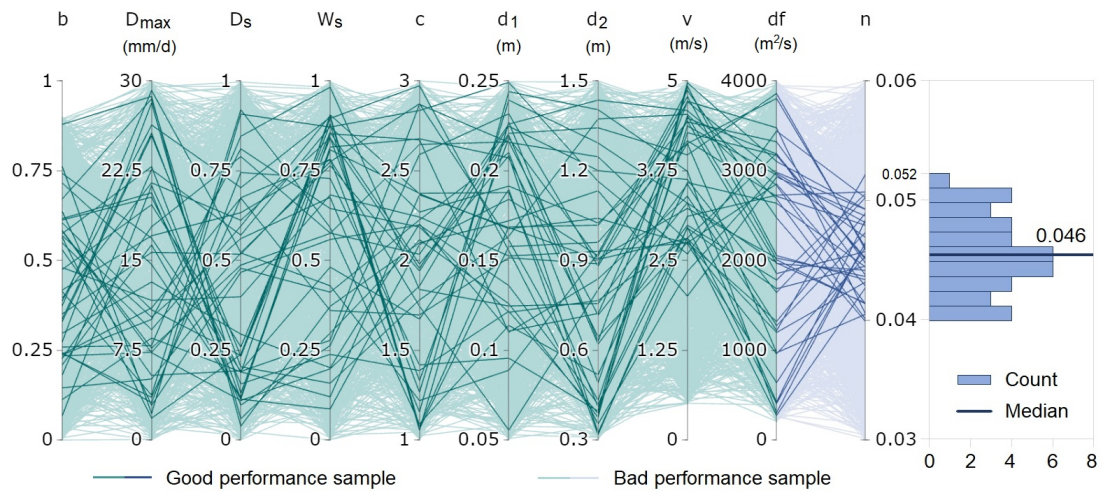 b D_max D_s W_s c d_1 d_2 v df n
(mm/d) (m) (m) (m/s) (m²/s)
1 30 1 1 3 0.25 1.5 5 4000 0.06
0.75 22.5 0.75 0.75 2.5 0.2 1.2 3.75 3000 0.052
0.05
0.046
0.5 15 0.5 0.5 2 0.15 0.9 2.5 2000
0.04
0.25 7.5 0.25 0.25 1.5 0.1 0.6 1.25 1000
Count
Median
0 0 0 0 1 0.05 0.3 0 0 0.03
0 2 4 6 8
Good performance sample Bad performance sample